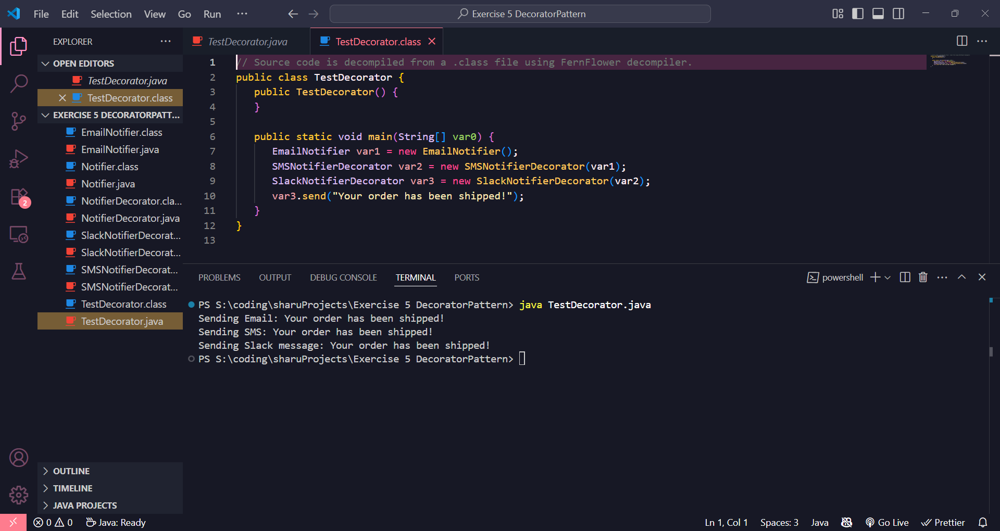 File Edit Selection View Go Run ··· Exercise 5 DecoratorPattern
EXPLORER ···
OPEN EDITORS
TestDecorator.java
TestDecorator.class
EXERCISE 5 DECORATORPATT...
EmailNotifier.class
EmailNotifier.java
Notifier.class
Notifier.java
NotifierDecorator.cla...
NotifierDecorator.java
SlackNotifierDecorat...
SlackNotifierDecorat...
SMSNotifierDecorat...
SMSNotifierDecorat...
TestDecorator.class
TestDecorator.java
OUTLINE
TIMELINE
JAVA PROJECTS
2
TestDecorator.java TestDecorator.class
1 // Source code is decompiled from a .class file using FernFlower decompiler.
2 public class TestDecorator {
3 public TestDecorator() {
4 }
5
6 public static void main(String[] var0) {
7 EmailNotifier var1 = new EmailNotifier();
8 SMSNotifierDecorator var2 = new SMSNotifierDecorator(var1);
9 SlackNotifierDecorator var3 = new SlackNotifierDecorator(var2);
10 var3.send("Your order has been shipped!");
11 }
12 }
13
PROBLEMS OUTPUT DEBUG CONSOLE TERMINAL PORTS powershell
PS S:\coding\sharuProjects\Exercise 5 DecoratorPattern> java TestDecorator.java
Sending Email: Your order has been shipped!
Sending SMS: Your order has been shipped!
Sending Slack message: Your order has been shipped!
PS S:\coding\sharuProjects\Exercise 5 DecoratorPattern>
0 0 Java: Ready Ln 1, Col 1 Spaces: 3 Java Go Live Prettier